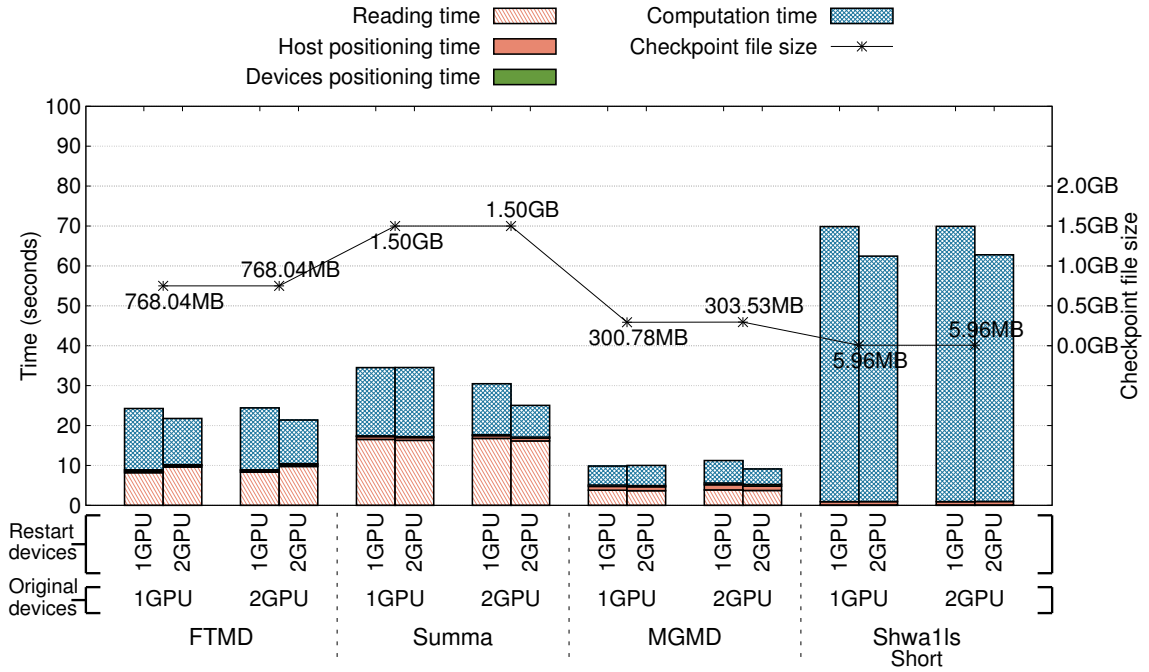 Reading time
Host positioning time
Devices positioning time
Computation time
Checkpoint file size
100
90
80
70
60
50
40
30
20
10
0
Time (seconds)
2.0GB
1.5GB
1.0GB
0.5GB
0.0GB
Checkpoint file size
768.04MB
768.04MB
1.50GB
1.50GB
300.78MB
303.53MB
5.96MB
5.96MB
Restart
devices
1GPU 2GPU 1GPU 2GPU 1GPU 2GPU 1GPU 2GPU 1GPU 2GPU 1GPU 2GPU 1GPU 2GPU 1GPU 2GPU
Original
devices
1GPU 2GPU 1GPU 2GPU 1GPU 2GPU 1GPU 2GPU
FTMD Summa MGMD Shwa1ls
Short